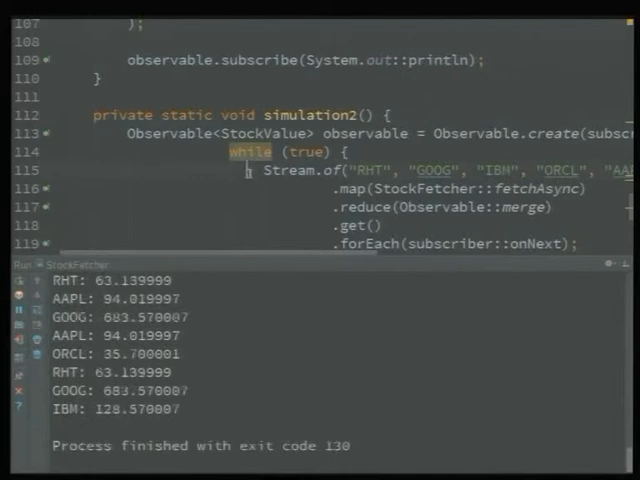 107 );
108
109 observable.subscribe(System.out::println);
110 }
111
112 private static void simulation2() {
113 Observable<StockValue> observable = Observable.create(subsc
114 while (true) {
115 Stream.of("RHT", "GOOG", "IBM", "ORCL", "AA
116 .map(StockFetcher::fetchAsync)
117 .reduce(Observable::merge)
118 .get()
119 .forEach(subscriber::onNext);
Run StockFetcher
RHT: 63.139999
AAPL: 94.019997
GOOG: 683.570007
AAPL: 94.019997
ORCL: 35.700001
RHT: 63.139999
GOOG: 683.570007
IBM: 128.570007
Process finished with exit code 130